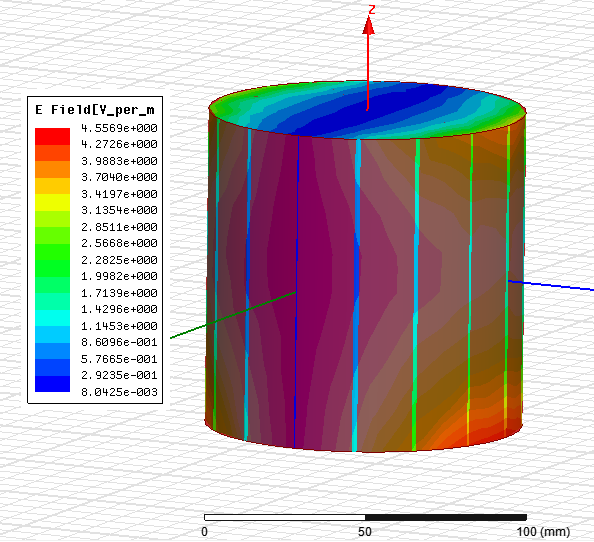 Z
E Field[V_per_m
4.5569e+000
4.2726e+000
3.9883e+000
3.7040e+000
3.4197e+000
3.1354e+000
2.8511e+000
2.5668e+000
2.2825e+000
1.9982e+000
1.7139e+000
1.4296e+000
1.1453e+000
8.6096e-001
5.7665e-001
2.9235e-001
8.0425e-003
0 50 100 (mm)